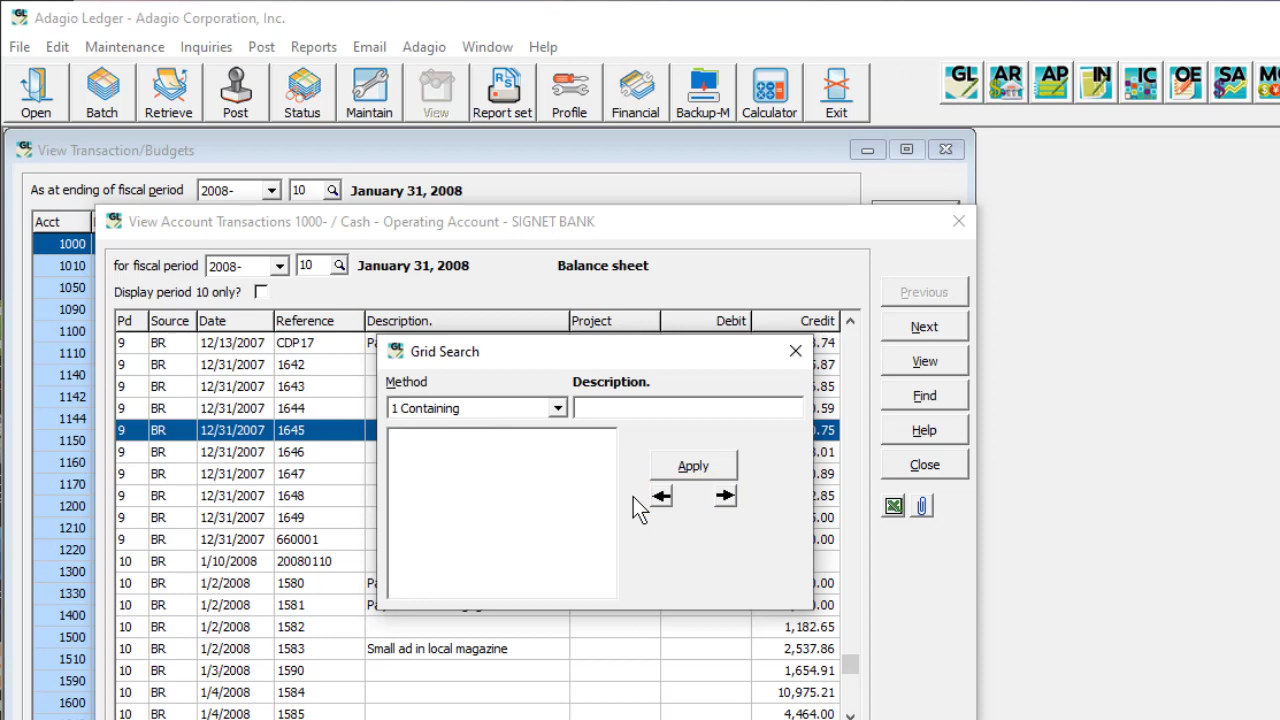 Adagio Ledger - Adagio Corporation, Inc.
File Edit Maintenance Inquiries Post Reports Email Adagio Window Help
GL AR AP IN IC OE SA
Open Batch Retrieve Post Status Maintain View Report set Profile Financial Backup-M Calculator Exit
View Transaction/Budgets
As at ending of fiscal period 2008- 10 January 31, 2008
Acct
View Account Transactions 1000- / Cash - Operating Account - SIGNET BANK
1000
1010
1050
1090
1100
1110
1140
1142
1144
1150
1160
1170
1200
1210
1220
1300
1330
1400
1500
1510
1590
1600
for fiscal period 2008- 10 January 31, 2008 Balance sheet
Display period 10 only?
Pd Source Date Reference Description. Project Debit Credit
9 BR 12/13/2007 CDP17 .74
9 BR 12/31/2007 1642 .87
9 BR 12/31/2007 1643 .85
9 BR 12/31/2007 1644 .59
9 BR 12/31/2007 1645 .75
9 BR 12/31/2007 1646 .01
9 BR 12/31/2007 1647 .89
9 BR 12/31/2007 1648 .85
9 BR 12/31/2007 1649 .00
9 BR 12/31/2007 660001 .00
10 BR 1/10/2008 20080110
10 BR 1/2/2008 1580 .00
10 BR 1/2/2008 1581 .00
10 BR 1/2/2008 1582 1,182.65
10 BR 1/2/2008 1583 Small ad in local magazine 2,537.86
10 BR 1/3/2008 1590 1,654.91
10 BR 1/4/2008 1584 10,975.21
10 BR 1/4/2008 1585 4,464.00
Grid Search
Method Description.
1 Containing
Apply
Previous
Next
View
Find
Help
Close